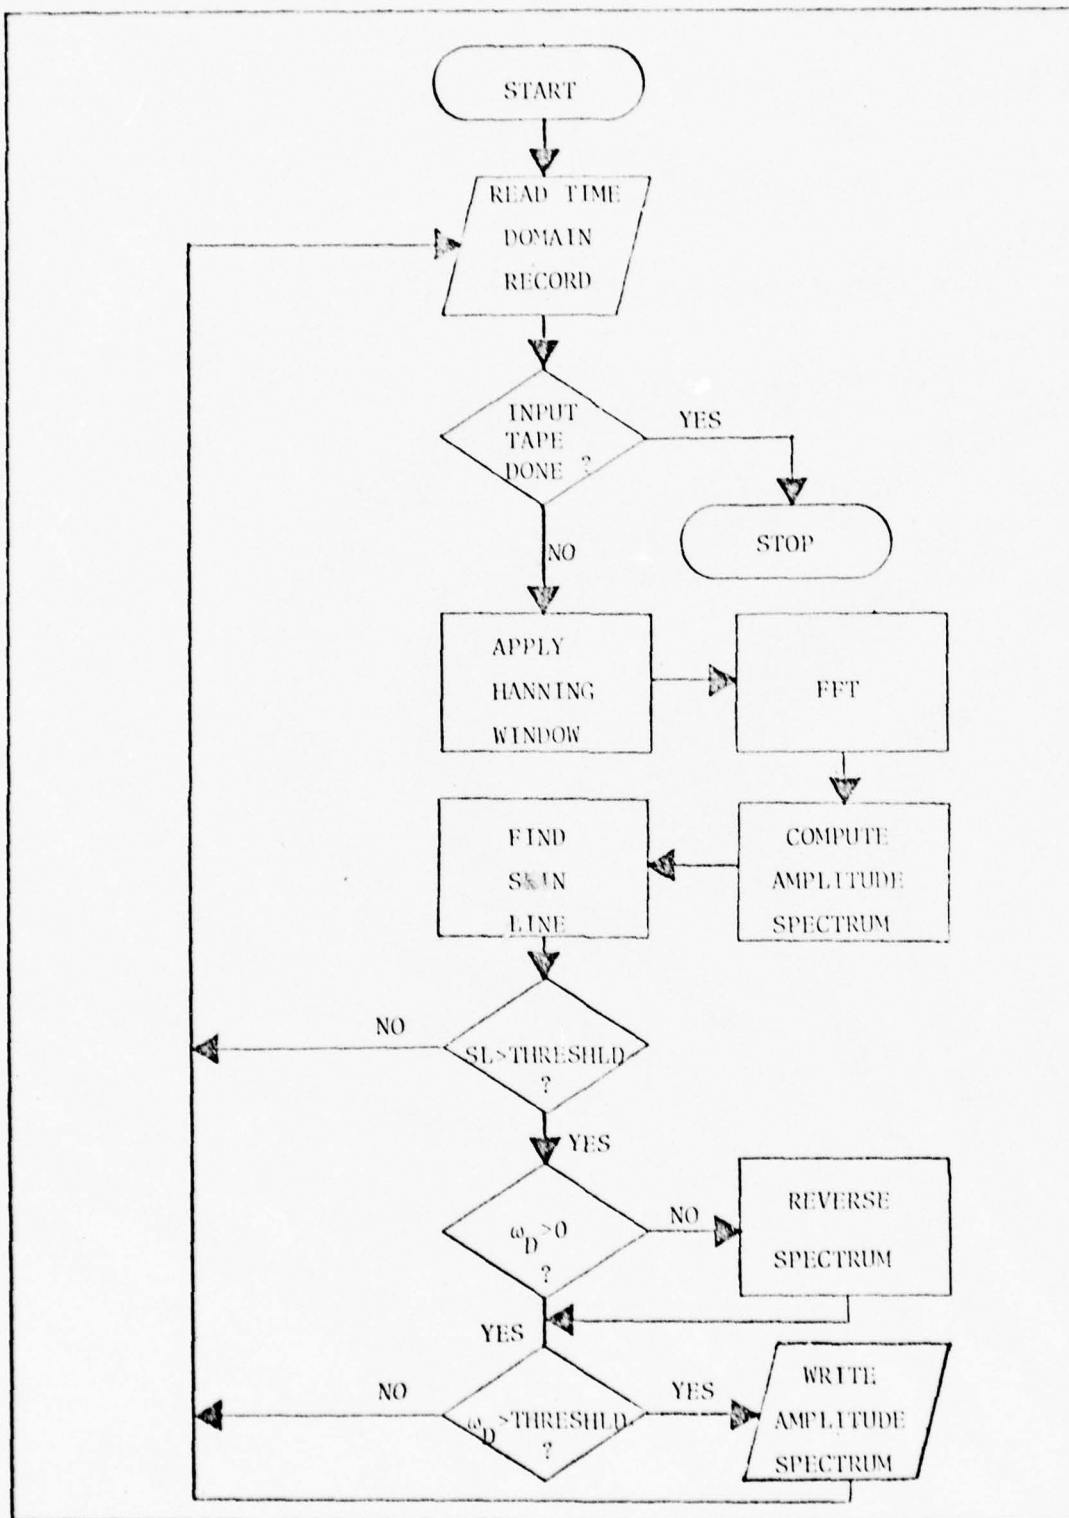 START
READ TIME
DOMAIN
RECORD
INPUT
TAPE
DONE ?
YES
STOP
NO
APPLY
HANNING
WINDOW
FFT
COMPUTE
AMPLITUDE
SPECTRUM
FIND
SKIN
LINE
NO
SL>THRESHLD
?
YES
ω_D>0
?
NO
REVERSE
SPECTRUM
YES
NO
ω_D>THRESHLD
?
YES
WRITE
AMPLITUDE
SPECTRUM